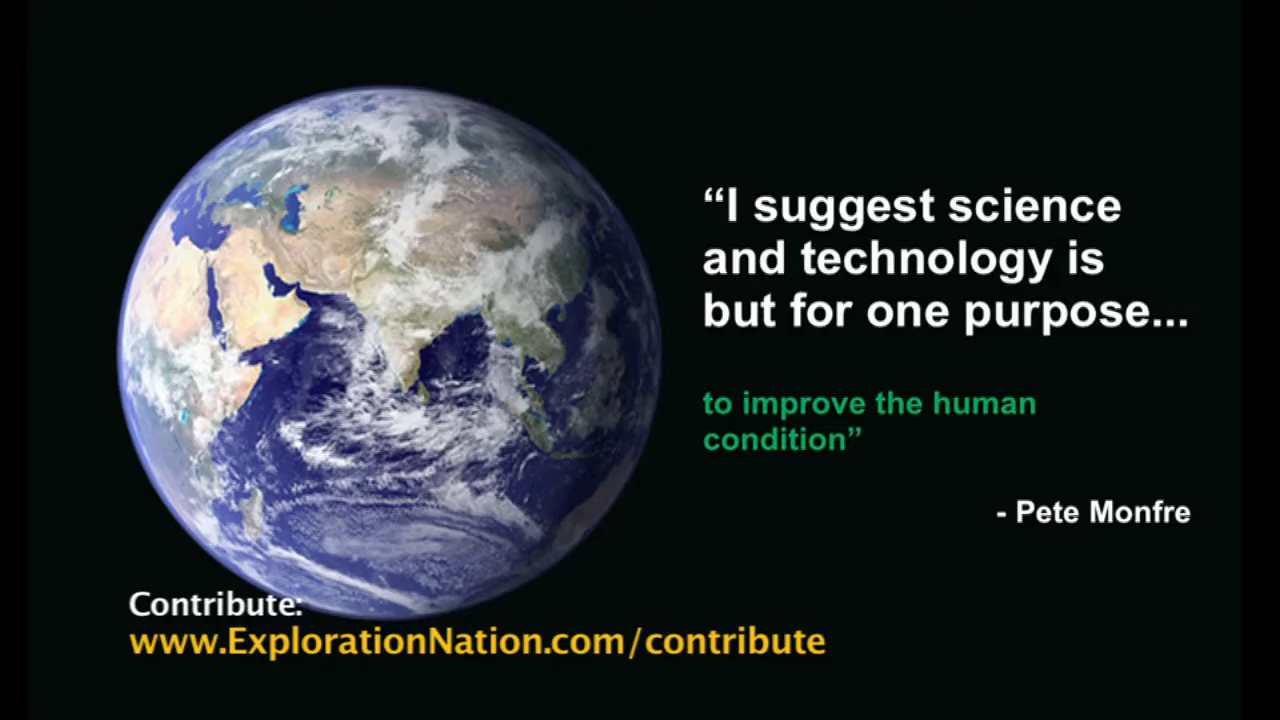 “I suggest science
and technology is
but for one purpose...
to improve the human
condition”
- Pete Monfre
Contribute:
www.ExplorationNation.com/contribute